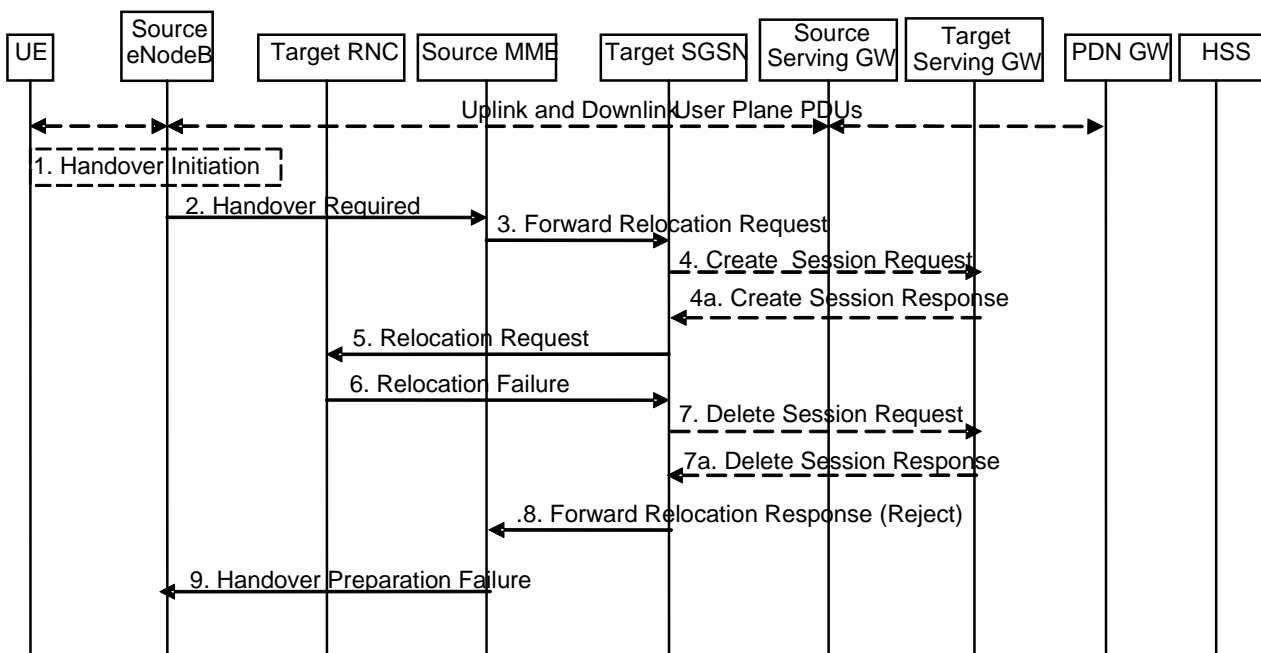 UE
Source
eNodeB
Target RNC
Source MME
Target SGSN
Source
Serving GW
Target
Serving GW
PDN GW
HSS
Uplink and Downlink User Plane PDUs
1. Handover Initiation
2. Handover Required
3. Forward Relocation Request
4. Create Session Request
4a. Create Session Response
5. Relocation Request
6. Relocation Failure
7. Delete Session Request
7a. Delete Session Response
.8. Forward Relocation Response (Reject)
9. Handover Preparation Failure